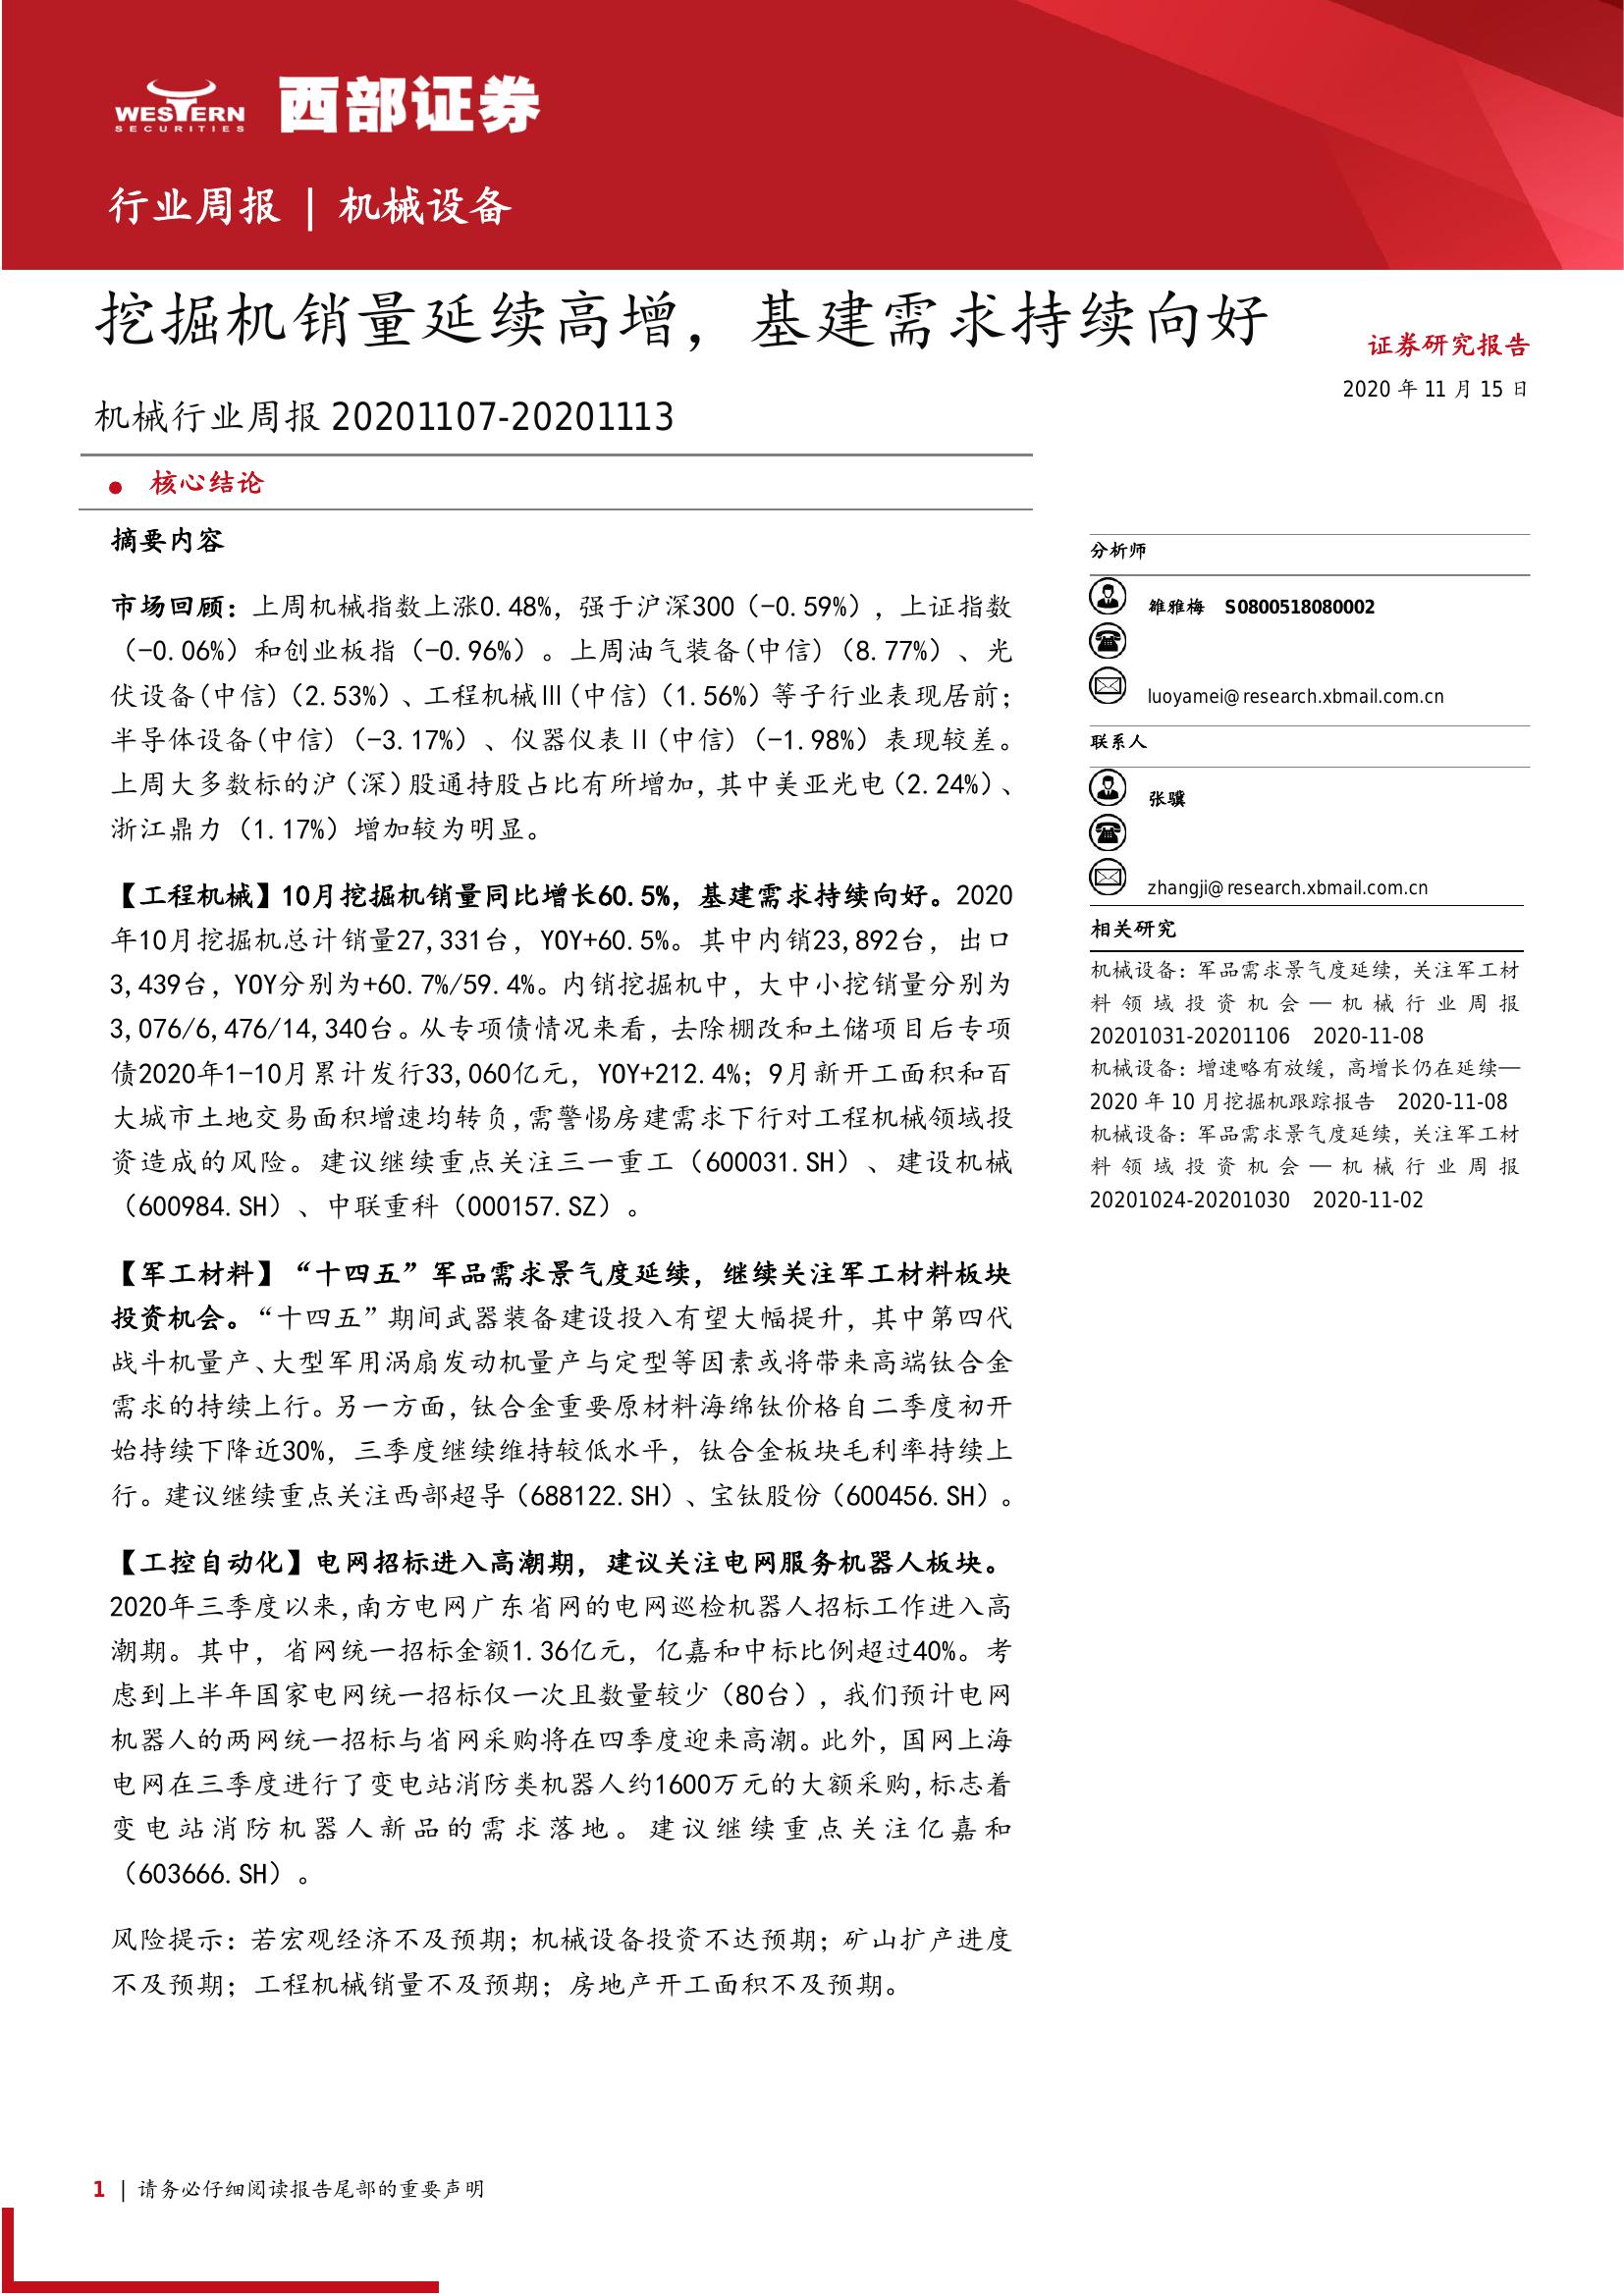 WESTERN
SECURITIES
西部证券
行业周报 | 机械设备
挖掘机销量延续高增，基建需求持续向好
证券研究报告
2020 年 11 月 15 日
机械行业周报 20201107-20201113
● 核心结论
摘要内容
市场回顾：上周机械指数上涨0.48%，强于沪深300（-0.59%），上证指数
（-0.06%）和创业板指（-0.96%）。上周油气装备(中信)（8.77%）、光
伏设备(中信)（2.53%）、工程机械Ⅲ(中信)（1.56%）等子行业表现居前；
半导体设备(中信)（-3.17%）、仪器仪表Ⅱ(中信)（-1.98%）表现较差。
上周大多数标的沪（深）股通持股占比有所增加，其中美亚光电（2.24%）、
浙江鼎力（1.17%）增加较为明显。
【工程机械】10月挖掘机销量同比增长60.5%，基建需求持续向好。2020
年10月挖掘机总计销量27,331台，YOY+60.5%。其中内销23,892台，出口
3,439台，YOY分别为+60.7%/59.4%。内销挖掘机中，大中小挖销量分别为
3,076/6,476/14,340台。从专项债情况来看，去除棚改和土储项目后专项
债2020年1-10月累计发行33,060亿元，YOY+212.4%；9月新开工面积和百
大城市土地交易面积增速均转负，需警惕房建需求下行对工程机械领域投
资造成的风险。建议继续重点关注三一重工（600031.SH）、建设机械
（600984.SH）、中联重科（000157.SZ）。
【军工材料】“十四五”军品需求景气度延续，继续关注军工材料板块
投资机会。“十四五”期间武器装备建设投入有望大幅提升，其中第四代
战斗机量产、大型军用涡扇发动机量产与定型等因素或将带来高端钛合金
需求的持续上行。另一方面，钛合金重要原材料海绵钛价格自二季度初开
始持续下降近30%，三季度继续维持较低水平，钛合金板块毛利率持续上
行。建议继续重点关注西部超导（688122.SH）、宝钛股份（600456.SH）。
【工控自动化】电网招标进入高潮期，建议关注电网服务机器人板块。
2020年三季度以来，南方电网广东省网的电网巡检机器人招标工作进入高
潮期。其中，省网统一招标金额1.36亿元，亿嘉和中标比例超过40%。考
虑到上半年国家电网统一招标仅一次且数量较少（80台），我们预计电网
机器人的两网统一招标与省网采购将在四季度迎来高潮。此外，国网上海
电网在三季度进行了变电站消防类机器人约1600万元的大额采购，标志着
变电站消防机器人新品的需求落地。建议继续重点关注亿嘉和
（603666.SH）。
风险提示：若宏观经济不及预期；机械设备投资不达预期；矿山扩产进度
不及预期；工程机械销量不及预期；房地产开工面积不及预期。
分析师
雒雅梅 S0800518080002
luoyamei@research.xbmail.com.cn
联系人
张骥
zhangji@research.xbmail.com.cn
相关研究
机械设备：军品需求景气度延续，关注军工材
料领域投资机会—机械行业周报
20201031-20201106 2020-11-08
机械设备：增速略有放缓，高增长仍在延续—
2020 年 10 月挖掘机跟踪报告 2020-11-08
机械设备：军品需求景气度延续，关注军工材
料领域投资机会—机械行业周报
20201024-20201030 2020-11-02
1 | 请务必仔细阅读报告尾部的重要声明